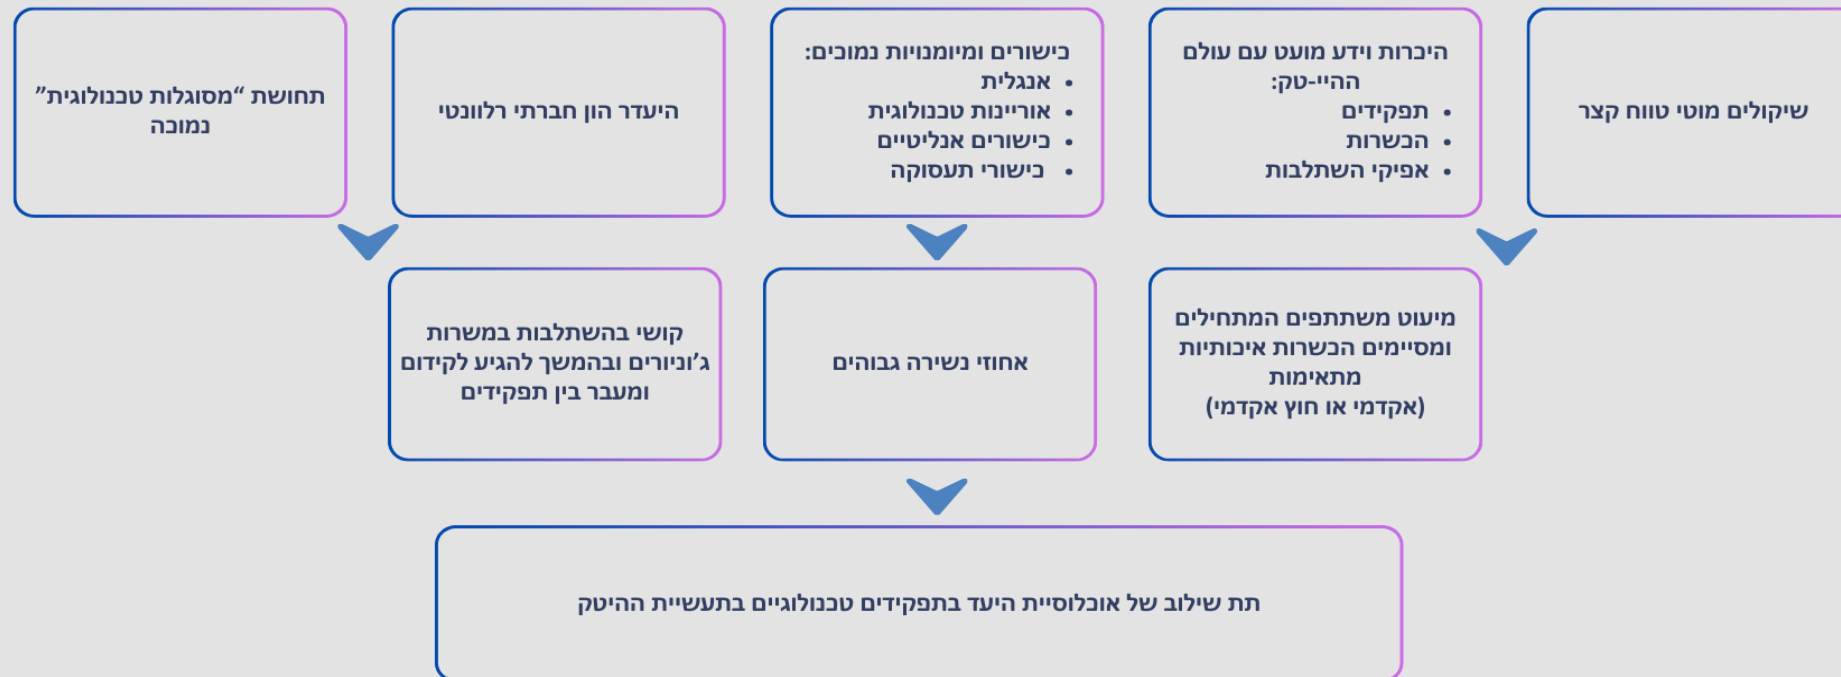 שיקולים מוטי טווח קצר
היכרות וידע מועט עם עולם
ההיי-טק:
• תפקידים
• הכשרות
• אפיקי השתלבות
כישורים ומיומנויות נמוכים:
• אנגלית
• אוריינות טכנולוגית
• כישורים אנליטיים
• כישורי תעסוקה
היעדר הון חברתי רלוונטי
תחושת “מסוגלות טכנולוגית”
נמוכה
מיעוט משתתפים המתחילים
ומסיימים הכשרות איכותיות
מתאימות
(אקדמי או חוץ אקדמי)
אחוזי נשירה גבוהים
קושי בהשתלבות במשרות
ג’וניורים ובהמשך להגיע לקידום
ומעבר בין תפקידים
תת שילוב של אוכלוסיית היעד בתפקידים טכנולוגיים בתעשיית ההיטק